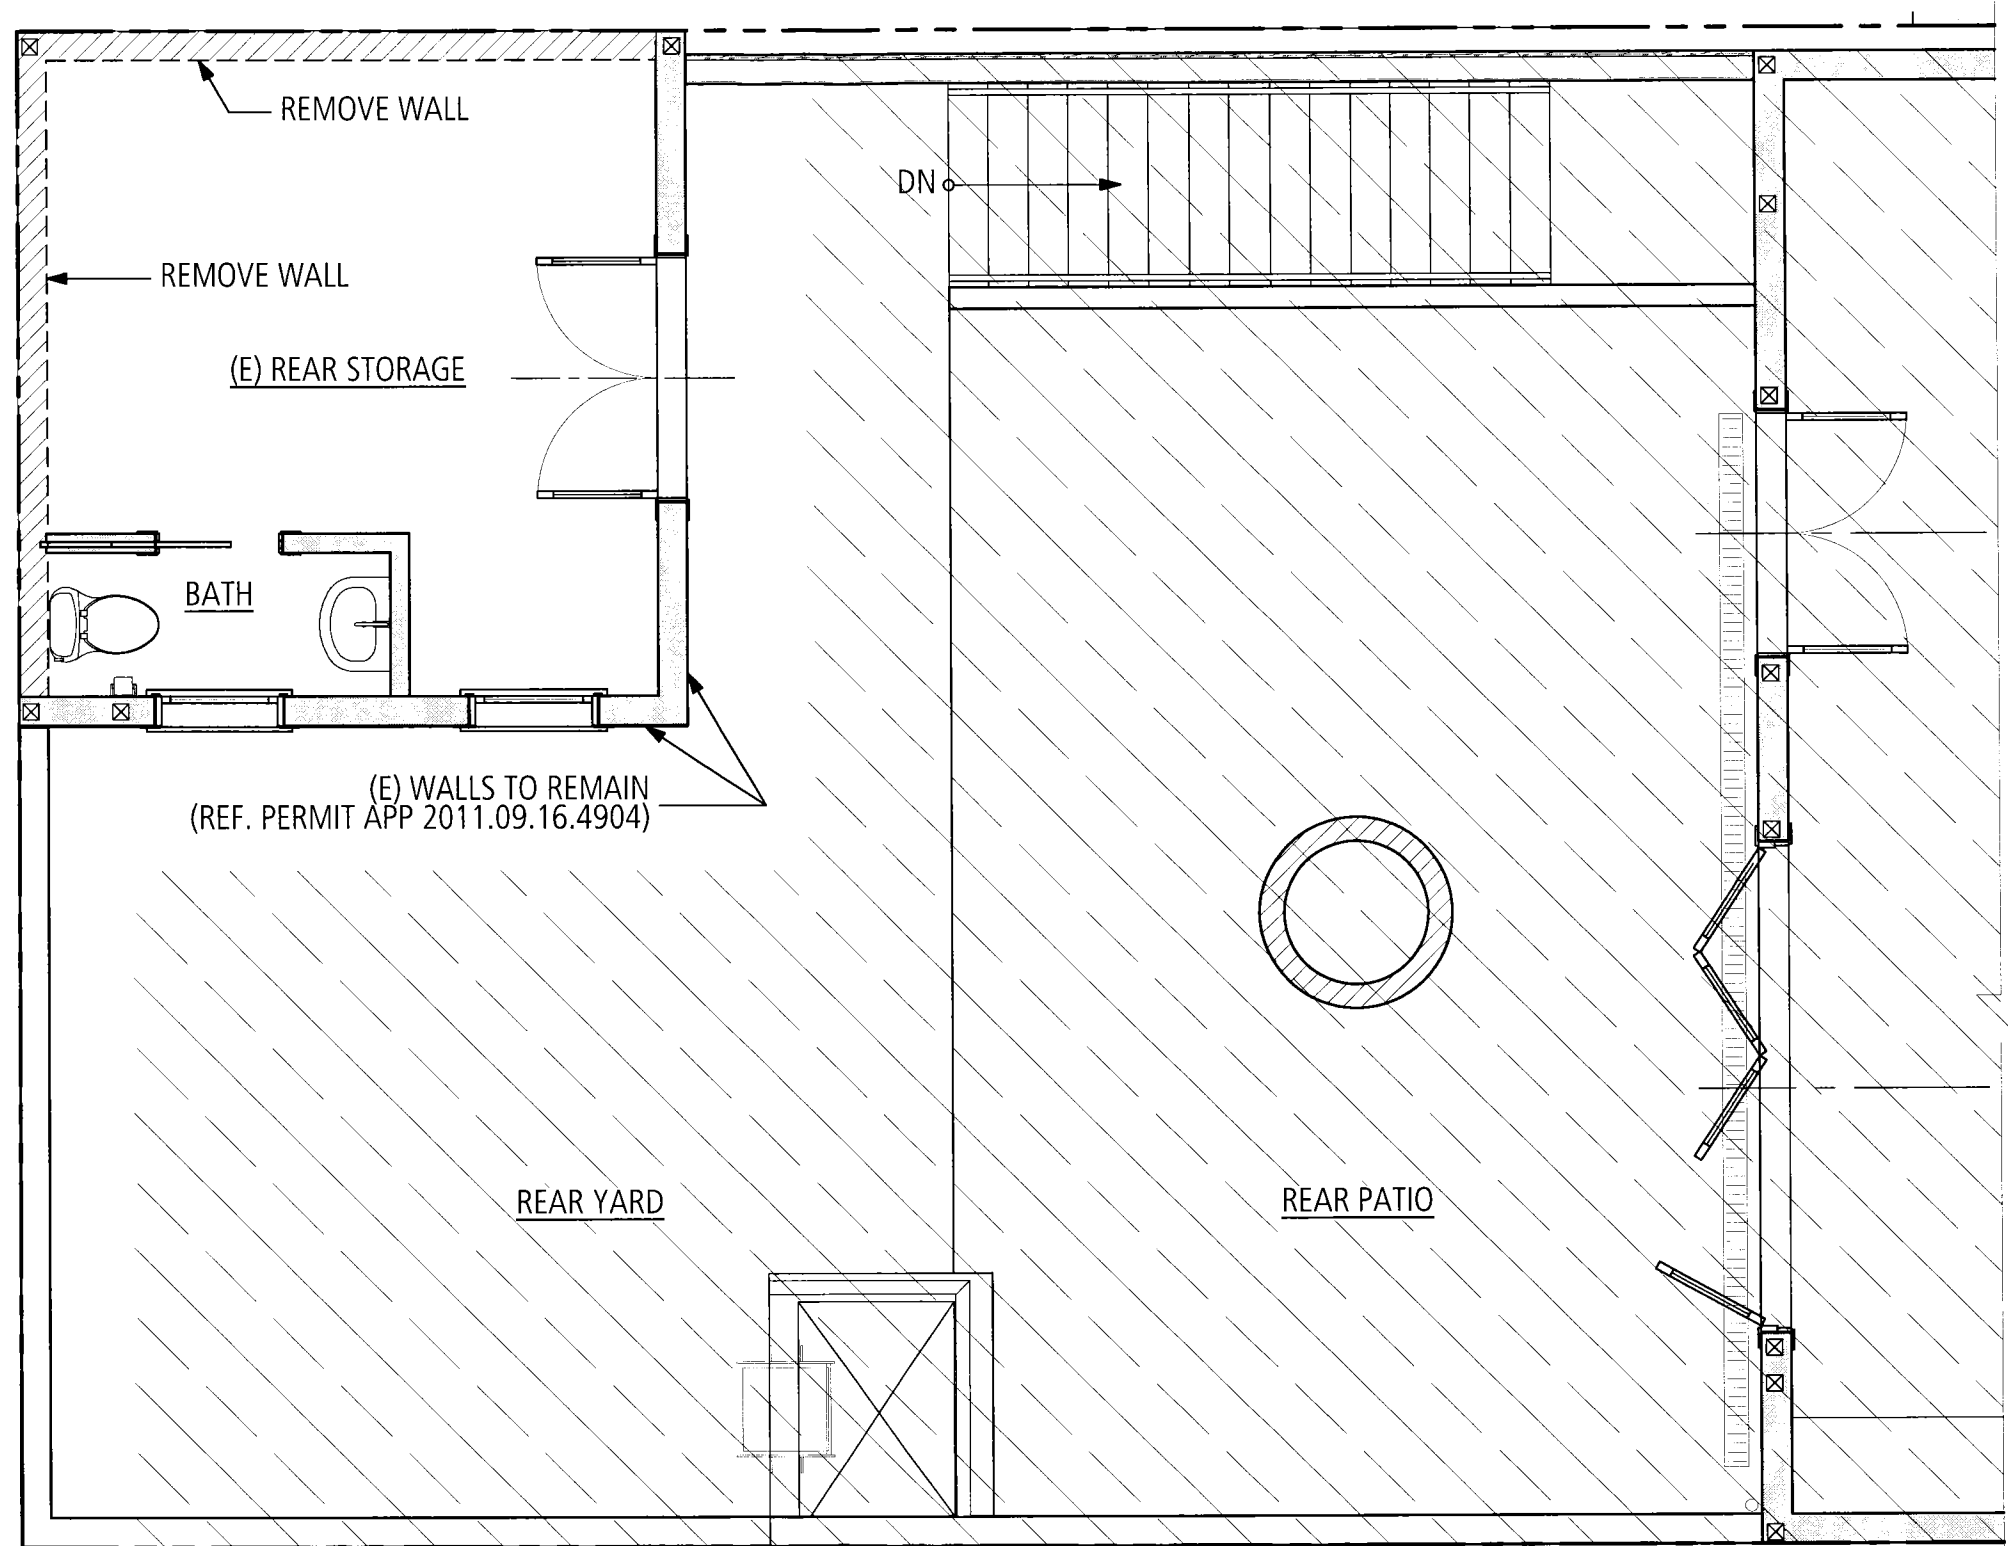 REMOVE WALL
DN
REMOVE WALL
(E) REAR STORAGE
BATH
(E) WALLS TO REMAIN
(REF. PERMIT APP 2011.09.16.4904)
REAR YARD
REAR PATIO